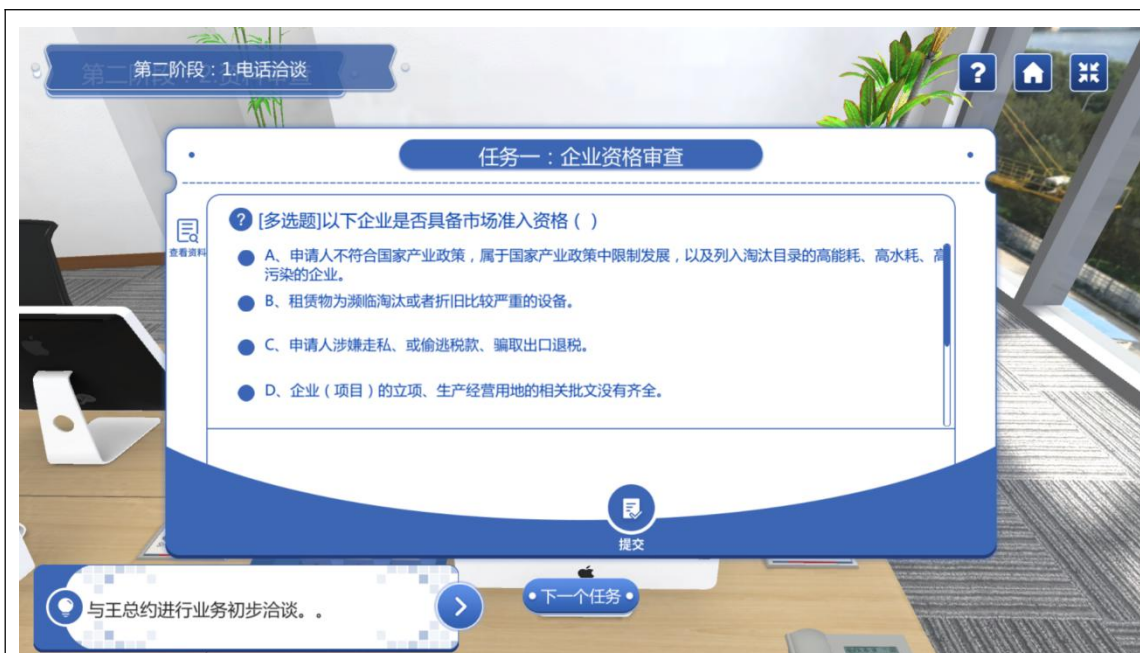 第二阶段：1.电话洽谈
?
任务一：企业资格审查
查看资料
? [多选题]以下企业是否具备市场准入资格（ ）
A、申请人不符合国家产业政策，属于国家产业政策中限制发展，以及列入淘汰目录的高能耗、高水耗、高
污染的企业。
B、租赁物为濒临淘汰或者折旧比较严重的设备。
C、申请人涉嫌走私、或偷逃税款、骗取出口退税。
D、企业（项目）的立项、生产经营用地的相关批文没有齐全。
提交
与王总约进行业务初步洽谈。。
下一个任务